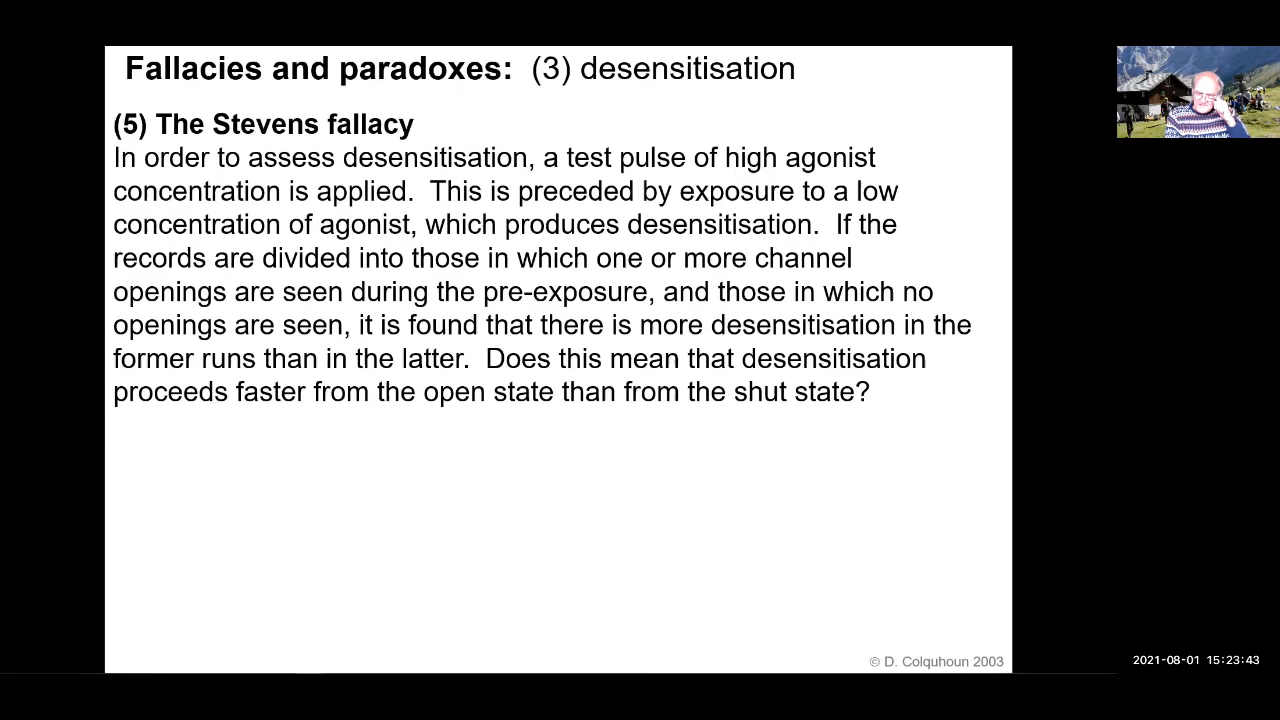 Fallacies and paradoxes: (3) desensitisation
(5) The Stevens fallacy
In order to assess desensitisation, a test pulse of high agonist
concentration is applied.  This is preceded by exposure to a low
concentration of agonist, which produces desensitisation.  If the
records are divided into those in which one or more channel
openings are seen during the pre-exposure, and those in which no
openings are seen, it is found that there is more desensitisation in the
former runs than in the latter.  Does this mean that desensitisation
proceeds faster from the open state than from the shut state?
© D. Colquhoun 2003
2021-08-01 15:23:43